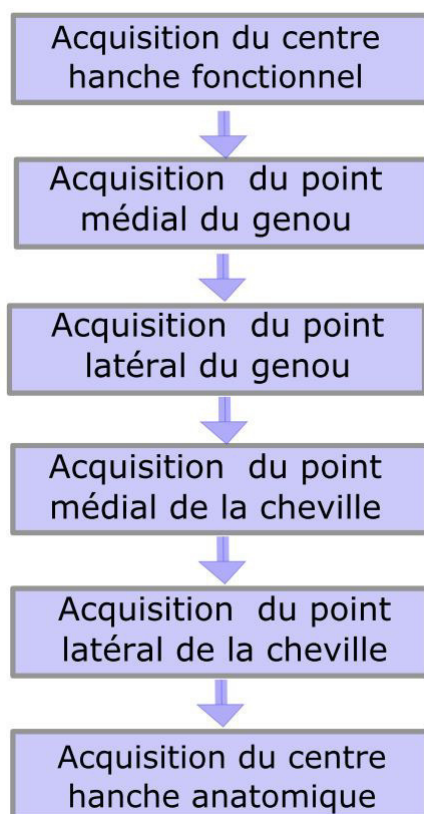 Acquisition du centre
hanche fonctionnel
Acquisition du point
médial du genou
Acquisition du point
latéral du genou
Acquisition du point
médial de la cheville
Acquisition du point
latéral de la cheville
Acquisition du centre
hanche anatomique